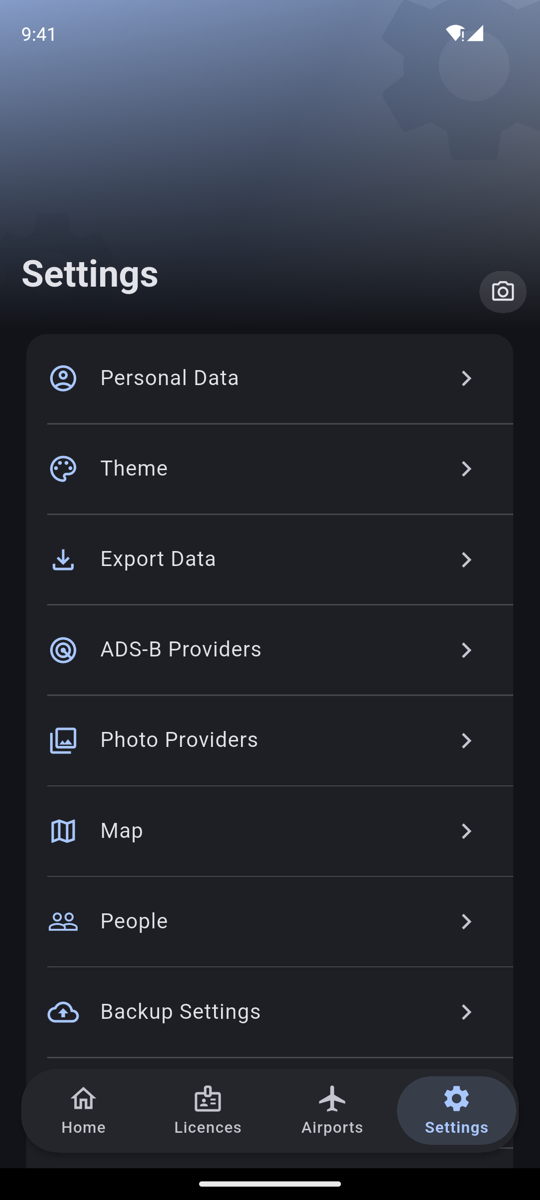 9:41
Settings
Personal Data
Theme
Export Data
ADS-B Providers
Photo Providers
Map
People
Backup Settings
Home
Licences
Airports
Settings